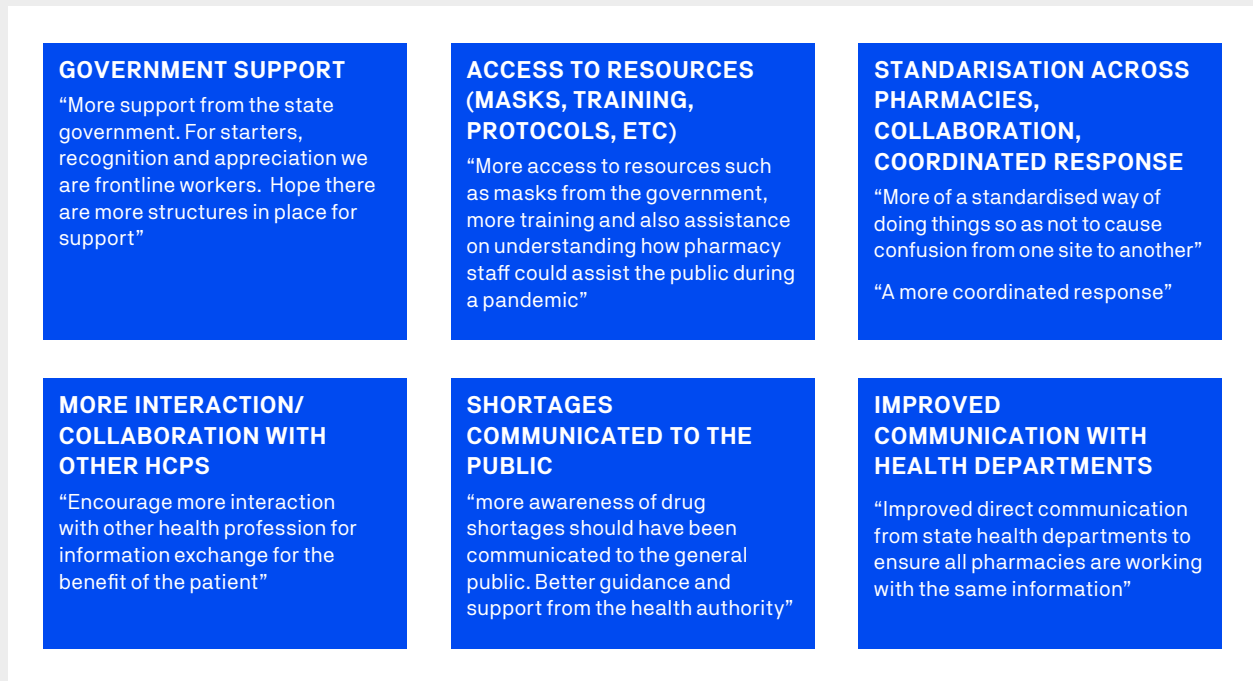 GOVERNMENT SUPPORT
“More support from the state
government. For starters,
recognition and appreciation we
are frontline workers.  Hope there
are more structures in place for
support”
ACCESS TO RESOURCES
(MASKS, TRAINING,
PROTOCOLS, ETC)
“More access to resources such
as masks from the government,
more training and also assistance
on understanding how pharmacy
staff could assist the public during
a pandemic”
STANDARISATION ACROSS
PHARMACIES,
COLLABORATION,
COORDINATED RESPONSE
“More of a standardised way of
doing things so as not to cause
confusion from one site to another”
“A more coordinated response”
MORE INTERACTION/
COLLABORATION WITH
OTHER HCPS
“Encourage more interaction
with other health profession for
information exchange for the
benefit of the patient”
SHORTAGES
COMMUNICATED TO THE
PUBLIC
“more awareness of drug
shortages should have been
communicated to the general
public. Better guidance and
support from the health authority”
IMPROVED
COMMUNICATION WITH
HEALTH DEPARTMENTS
“Improved direct communication
from state health departments to
ensure all pharmacies are working
with the same information”